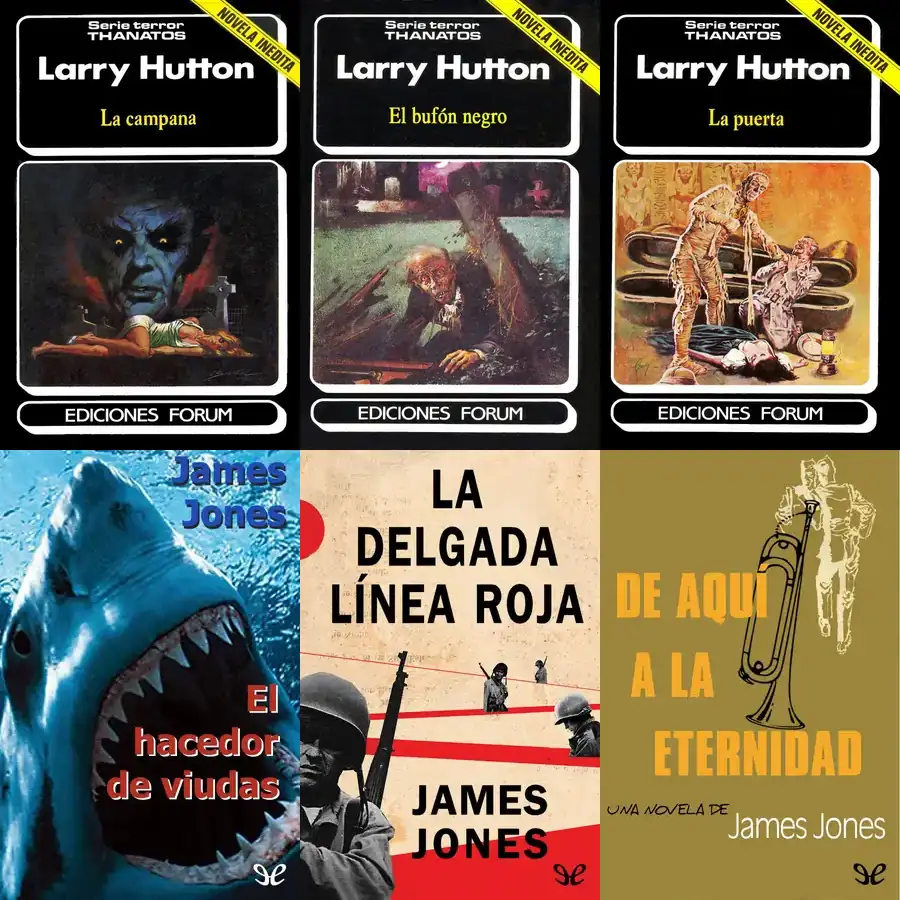 Serie terror
THANATOS
NOVELA INEDITA
Larry Hutton
La campana
EDICIONES FORUM
Serie terror
THANATOS
NOVELA INEDITA
Larry Hutton
El bufón negro
EDICIONES FORUM
Serie terror
THANATOS
NOVELA INEDITA
Larry Hutton
La puerta
EDICIONES FORUM
James
Jones
El
hacedor
de viudas
LA
DELGADA
LÍNEA ROJA
JAMES
JONES
DE AQUÍ
A LA
ETERNIDAD
UNA NOVELA DE
James Jones